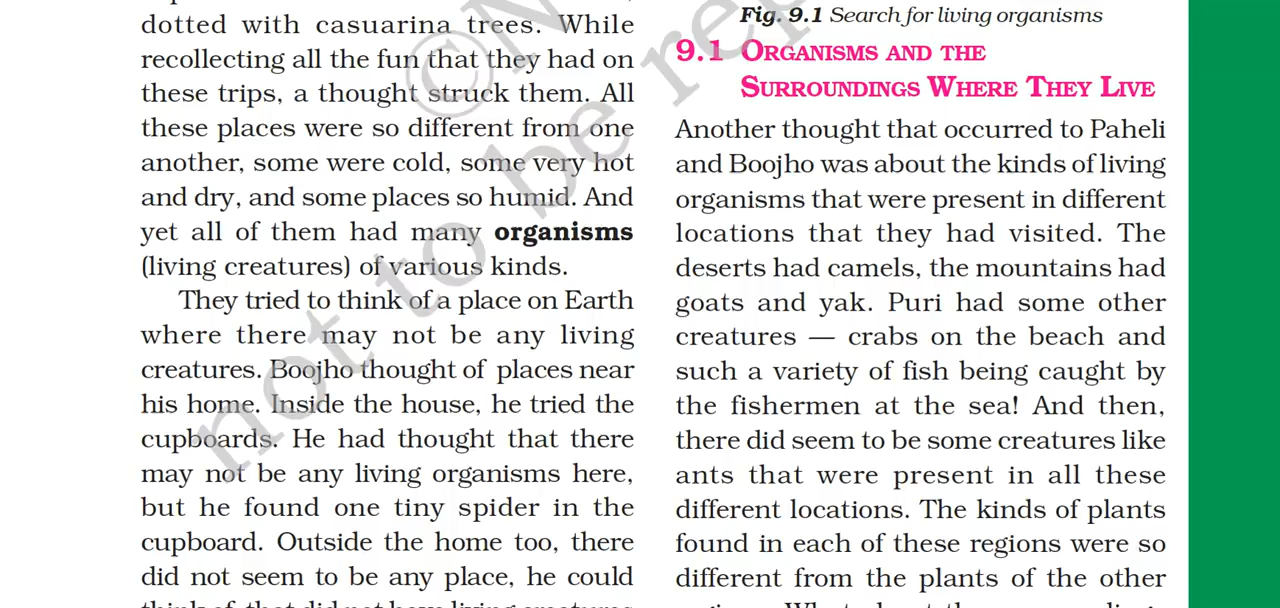 dotted with casuarina trees. While
recollecting all the fun that they had on
these trips, a thought struck them. All
these places were so different from one
another, some were cold, some very hot
and dry, and some places so humid. And
yet all of them had many organisms
(living creatures) of various kinds.
They tried to think of a place on Earth
where there may not be any living
creatures. Boojho thought of places near
his home. Inside the house, he tried the
cupboards. He had thought that there
may not be any living organisms here,
but he found one tiny spider in the
cupboard. Outside the home too, there
did not seem to be any place, he could
think of, that did not have living creatures
Fig. 9.1 Search for living organisms
9.1 ORGANISMS AND THE
SURROUNDINGS WHERE THEY LIVE
Another thought that occurred to Paheli
and Boojho was about the kinds of living
organisms that were present in different
locations that they had visited. The
deserts had camels, the mountains had
goats and yak. Puri had some other
creatures — crabs on the beach and
such a variety of fish being caught by
the fishermen at the sea! And then,
there did seem to be some creatures like
ants that were present in all these
different locations. The kinds of plants
found in each of these regions were so
different from the plants of the other
©N
not to be rep